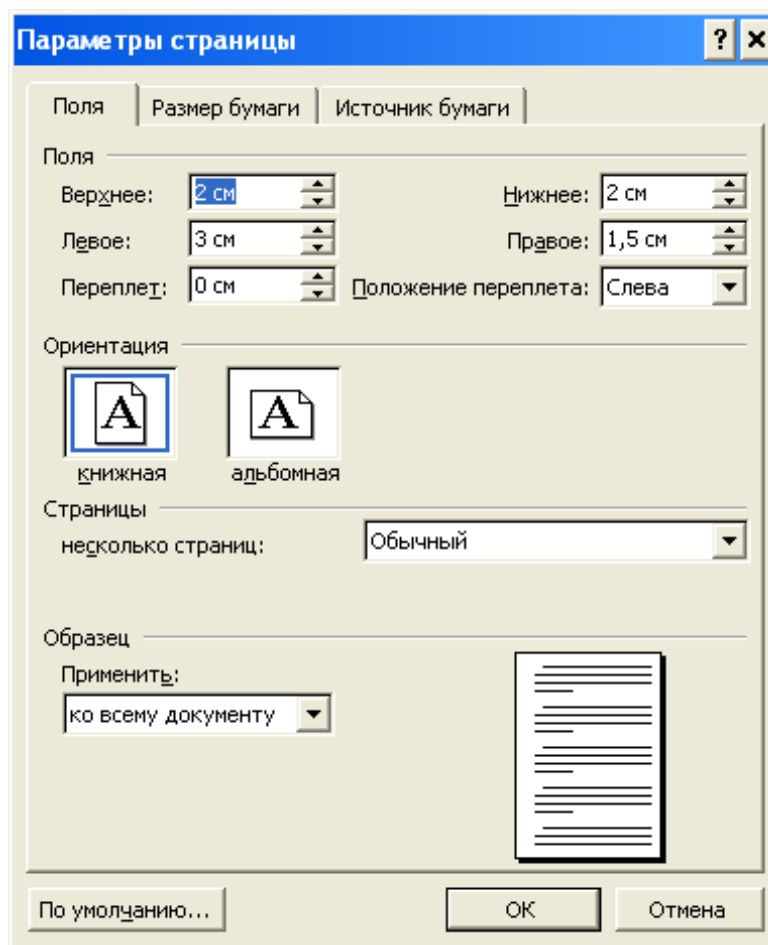 Параметры страницы
Поля Размер бумаги Источник бумаги
Поля
Верхнее: 2 см Нижнее: 2 см
Левое: 3 см Правое: 1,5 см
Переплет: 0 см Положение переплета: Слева
Ориентация
A A
книжная альбомная
Страницы
несколько страниц: Обычный
Образец
Применить:
ко всему документу
По умолчанию... ОК Отмена